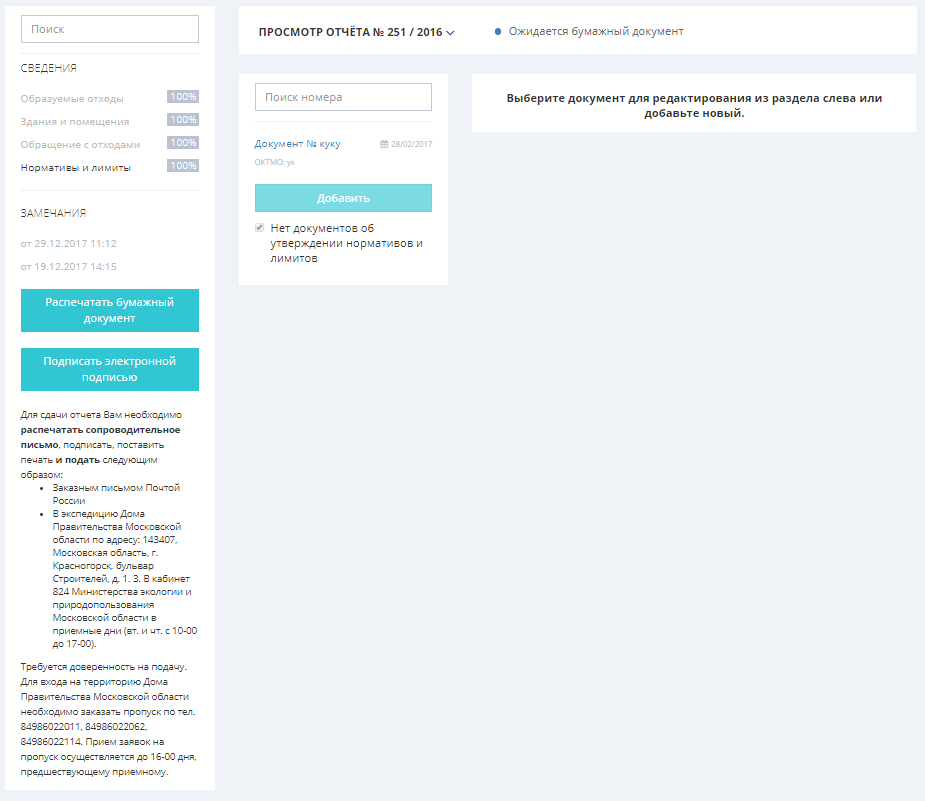 Поиск
СВЕДЕНИЯ
Образуемые отходы 100%
Здания и помещения 100%
Обращение с отходами 100%
Нормативы и лимиты 100%
ЗАМЕЧАНИЯ
от 29.12.2017 11:12
от 19.12.2017 14:15
Распечатать бумажный
документ
Подписать электронной
подписью
Для сдачи отчета Вам необходимо
распечатать сопроводительное
письмо, подписать, поставить
печать и подать следующим
образом:
• Заказным письмом Почтой
России
• В экспедицию Дома
Правительства Московской
области по адресу: 143407,
Московская область, г.
Красногорск, бульвар
Строителей, д. 1. 3. В кабинет
824 Министерства экологии и
природопользования
Московской области в
приемные дни (вт. и чт. с 10-00
до 17-00).
Требуется доверенность на подачу.
Для входа на территорию Дома
Правительства Московской области
необходимо заказать пропуск по тел.
84986022011, 84986022062,
84986022114. Прием заявок на
пропуск осуществляется до 16-00 дня,
предшествующему приемному.
ПРОСМОТР ОТЧЁТА № 251 / 2016
Ожидается бумажный документ
Поиск номера
Документ № куку 28/02/2017
ОКТМО: ук
Добавить
Нет документов об
утверждении нормативов и
лимитов
Выберите документ для редактирования из раздела слева или
добавьте новый.